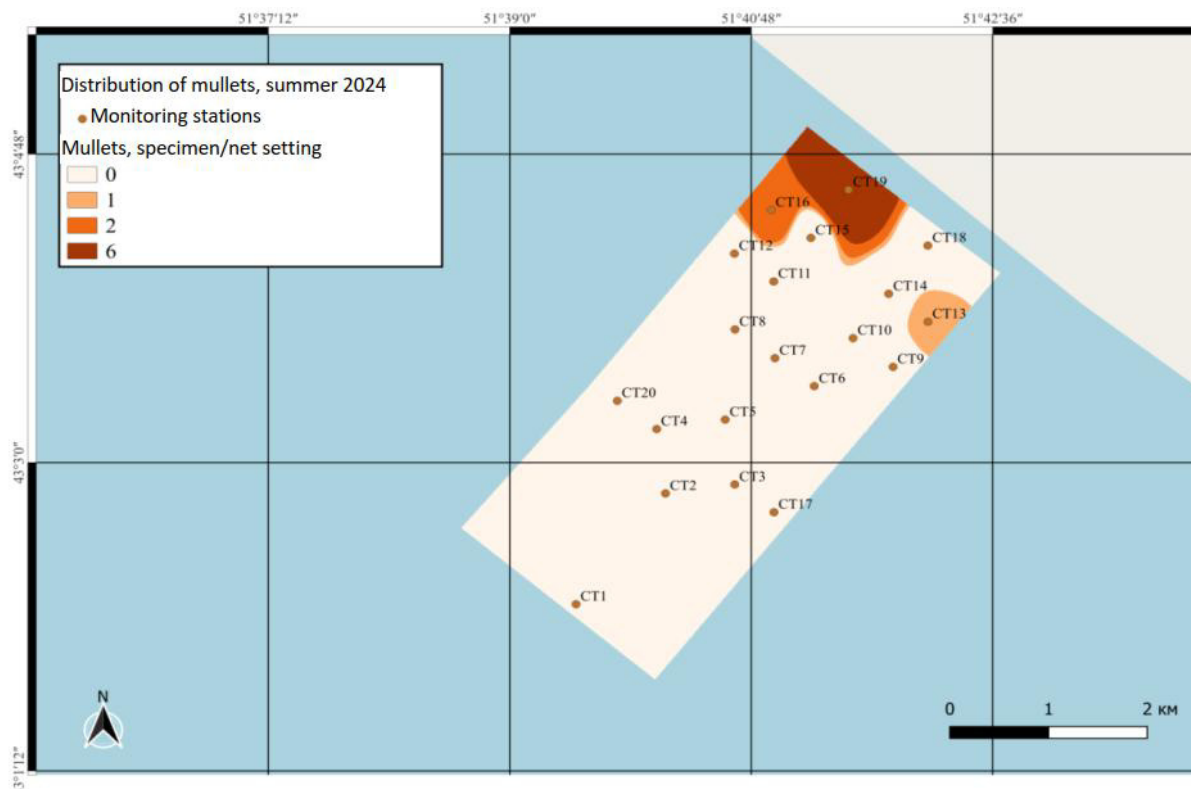 51°37'12" 51°39'0" 51°40'48" 51°42'36"
Distribution of mullets, summer 2024
Monitoring stations
Mullets, specimen/net setting
0
1
2
6
43°4'48"
43°3'0"
3°1'12"
CT19
CT16
CT15
CT18
CT12
CT11
CT14
CT13
CT8
CT10
CT7
CT9
CT6
CT20
CT5
CT4
CT3
CT2
CT17
CT1
N
0 1 2 км